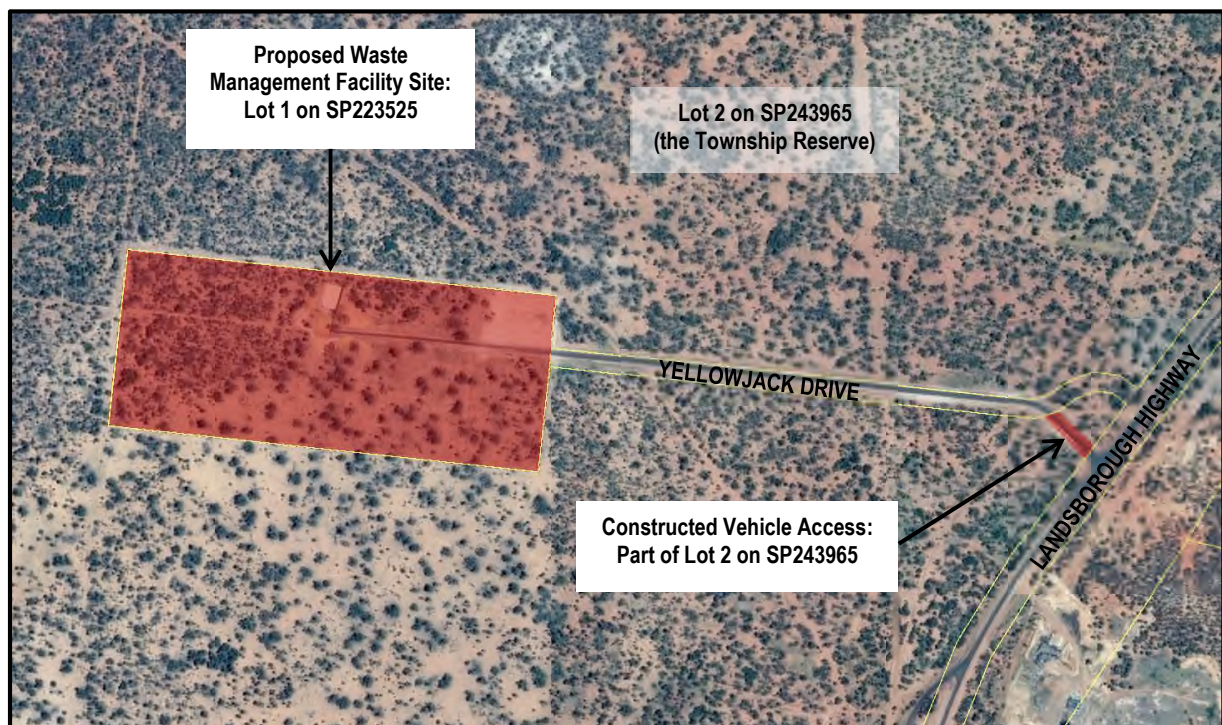 Proposed Waste
Management Facility Site:
Lot 1 on SP223525
Lot 2 on SP243965
(the Township Reserve)
YELLOWJACK DRIVE
LANDSBOROUGH HIGHWAY
Constructed Vehicle Access:
Part of Lot 2 on SP243965